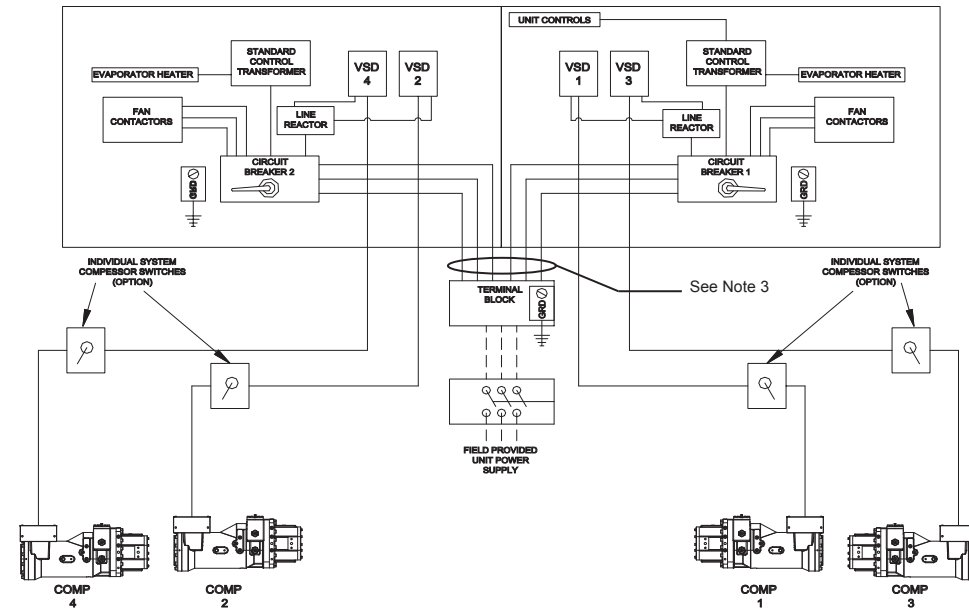 UNIT CONTROLS
STANDARD
CONTROL
TRANSFORMER
EVAPORATOR HEATER
FAN
CONTACTORS
VSD
4
VSD
2
LINE
REACTOR
CIRCUIT
BREAKER 2
GRD
VSD
1
VSD
3
LINE
REACTOR
STANDARD
CONTROL
TRANSFORMER
EVAPORATOR HEATER
FAN
CONTACTORS
CIRCUIT
BREAKER 1
GRD
INDIVIDUAL SYSTEM
COMPESSOR SWITCHES
(OPTION)
TERMINAL
BLOCK
GRD
See Note 3
INDIVIDUAL SYSTEM
COMPESSOR SWITCHES
(OPTION)
FIELD PROVIDED
UNIT POWER
SUPPLY
COMP
4
COMP
2
COMP
1
COMP
3